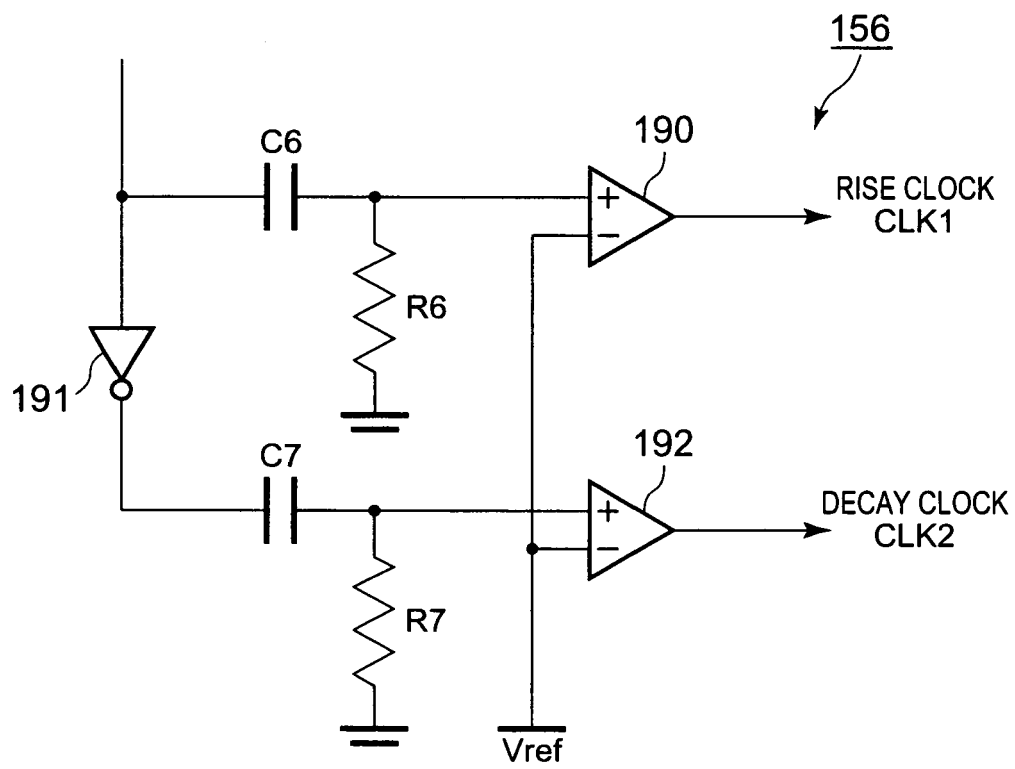 156
C6
190
+
−
RISE CLOCK
CLK1
R6
191
C7
192
+
−
DECAY CLOCK
CLK2
R7
Vref